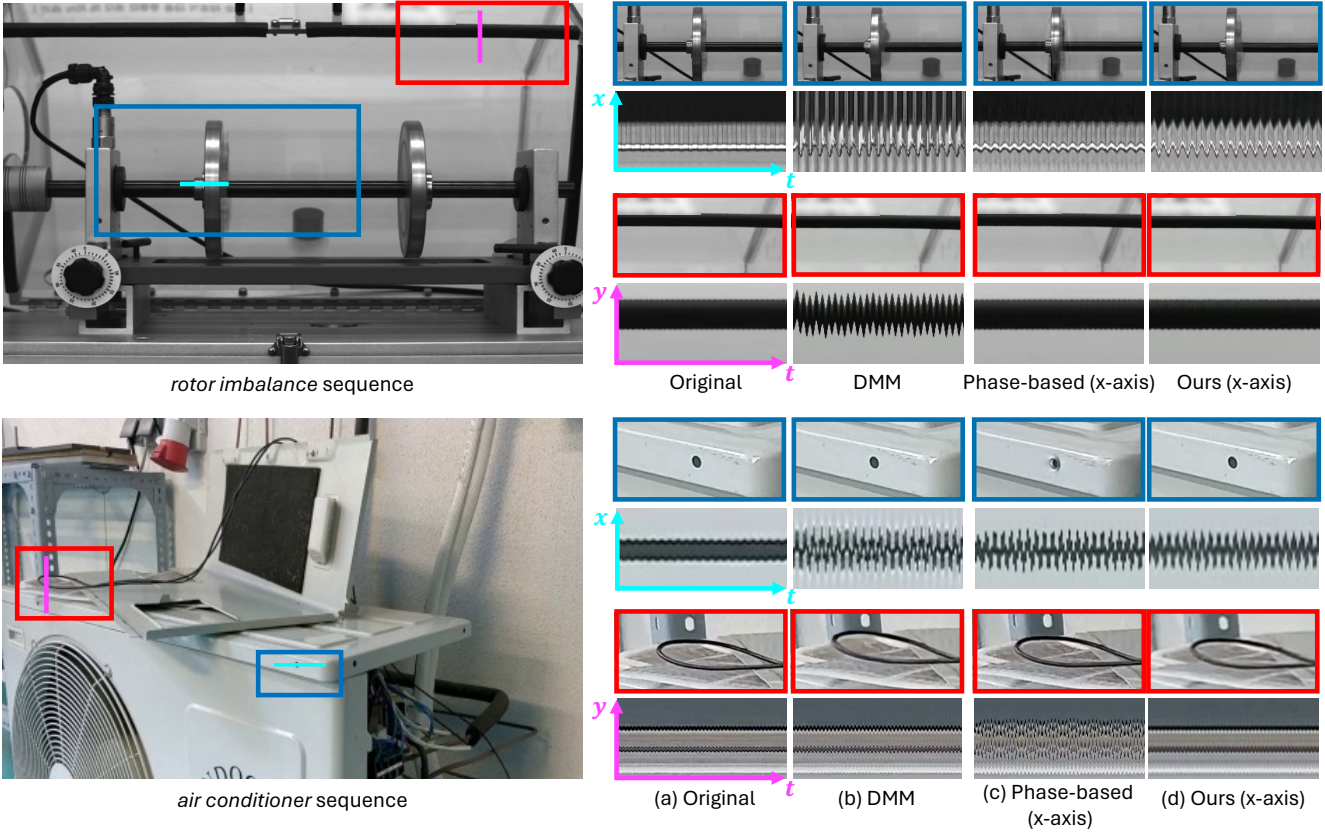 x
t
y
t
Original
DMM
Phase-based (x-axis)
Ours (x-axis)
rotor imbalance sequence
x
t
y
t
(a) Original
(b) DMM
(c) Phase-based
(x-axis)
(d) Ours (x-axis)
air conditioner sequence